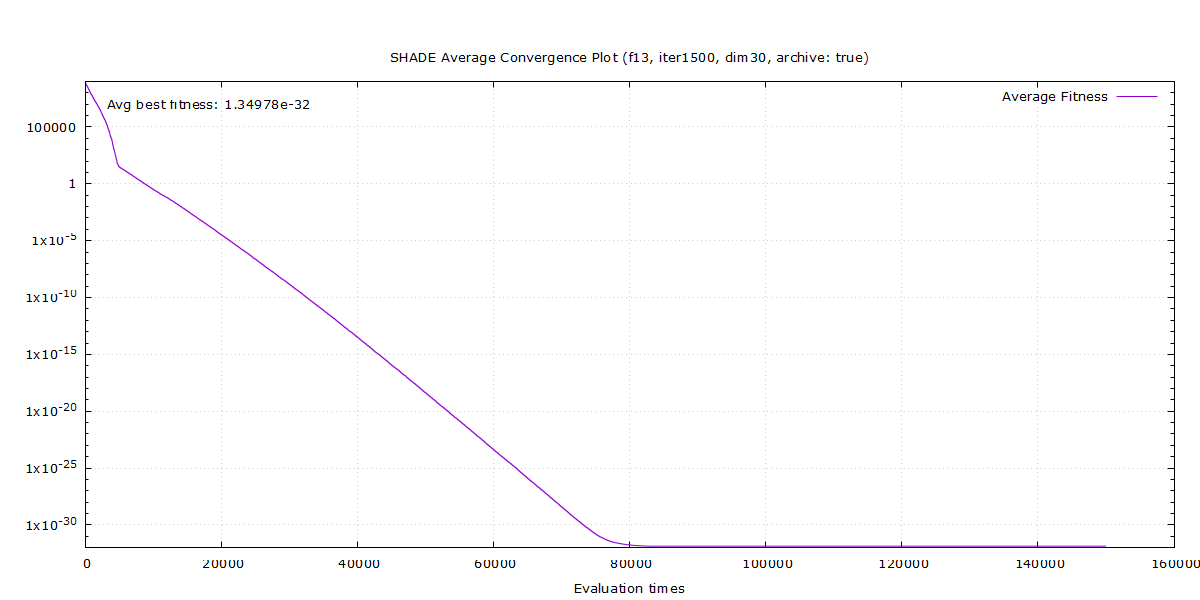 SHADE Average Convergence Plot (f13, iter1500, dim30, archive: true)
Avg best fitness: 1.34978e-32
Average Fitness
100000
1
1x10-5
1x10-10
1x10-15
1x10-20
1x10-25
1x10-30
0 20000 40000 60000 80000 100000 120000 140000 160000
Evaluation times